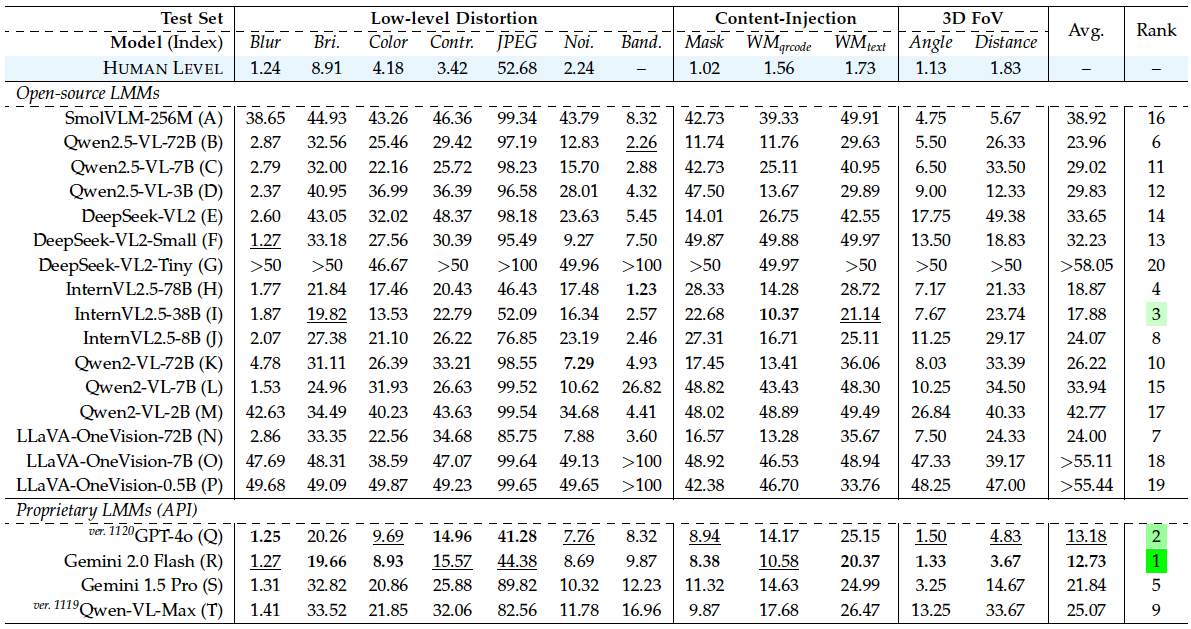 Test Set Low-level Distortion Content-Injection 3D FoV Avg. Rank
Model (Index) Blur Bri. Color Contr. JPEG Noi. Band. Mask WMqrcode WMtext Angle Distance
HUMAN LEVEL 1.24 8.91 4.18 3.42 52.68 2.24 – 1.02 1.56 1.73 1.13 1.83 – –
Open-source LMMs
SmolVLM-256M (A) 38.65 44.93 43.26 46.36 99.34 43.79 8.32 42.73 39.33 49.91 4.75 5.67 38.92 16
Qwen2.5-VL-72B (B) 2.87 32.56 25.46 29.42 97.19 12.83 2.26 11.74 11.76 29.63 5.50 26.33 23.96 6
Qwen2.5-VL-7B (C) 2.79 32.00 22.16 25.72 98.23 15.70 2.88 42.73 25.11 40.95 6.50 33.50 29.02 11
Qwen2.5-VL-3B (D) 2.37 40.95 36.99 36.39 96.58 28.01 4.32 47.50 13.67 29.89 9.00 12.33 29.83 12
DeepSeek-VL2 (E) 2.60 43.05 32.02 48.37 98.18 23.63 5.45 14.01 26.75 42.55 17.75 49.38 33.65 14
DeepSeek-VL2-Small (F) 1.27 33.18 27.56 30.39 95.49 9.27 7.50 49.87 49.88 49.97 13.50 18.83 32.23 13
DeepSeek-VL2-Tiny (G) >50 >50 46.67 >50 >100 49.96 >100 >50 49.97 >50 >50 >50 >58.05 20
InternVL2.5-78B (H) 1.77 21.84 17.46 20.43 46.43 17.48 1.23 28.33 14.28 28.72 7.17 21.33 18.87 4
InternVL2.5-38B (I) 1.87 19.82 13.53 22.79 52.09 16.34 2.57 22.68 10.37 21.14 7.67 23.74 17.88 3
InternVL2.5-8B (J) 2.07 27.38 21.10 26.22 76.85 23.19 2.46 27.31 16.71 25.11 11.25 29.17 24.07 8
Qwen2-VL-72B (K) 4.78 31.11 26.39 33.21 98.55 7.29 4.93 17.45 13.41 36.06 8.03 33.39 26.22 10
Qwen2-VL-7B (L) 1.53 24.96 31.93 26.63 99.52 10.62 26.82 48.82 43.43 48.30 10.25 34.50 33.94 15
Qwen2-VL-2B (M) 42.63 34.49 40.23 43.63 99.54 34.68 4.41 48.02 48.89 49.49 26.84 40.33 42.77 17
LLaVA-OneVision-72B (N) 2.86 33.35 22.56 34.68 85.75 7.88 3.60 16.57 13.28 35.67 7.50 24.33 24.00 7
LLaVA-OneVision-7B (O) 47.69 48.31 38.59 47.07 99.64 49.13 >100 48.92 46.53 48.94 47.33 39.17 >55.11 18
LLaVA-OneVision-0.5B (P) 49.68 49.09 49.87 49.23 99.65 49.65 >100 42.38 46.70 33.76 48.25 47.00 >55.44 19
Proprietary LMMs (API)
ver. 1120GPT-4o (Q) 1.25 20.26 9.69 14.96 41.28 7.76 8.32 8.94 14.17 25.15 1.50 4.83 13.18 2
Gemini 2.0 Flash (R) 1.27 19.66 8.93 15.57 44.38 8.69 9.87 8.38 10.58 20.37 1.33 3.67 12.73 1
Gemini 1.5 Pro (S) 1.31 32.82 20.86 25.88 89.82 10.32 12.23 11.32 14.63 24.99 3.25 14.67 21.84 5
ver. 1119Qwen-VL-Max (T) 1.41 33.52 21.85 32.06 82.56 11.78 16.96 9.87 17.68 26.47 13.25 33.67 25.07 9